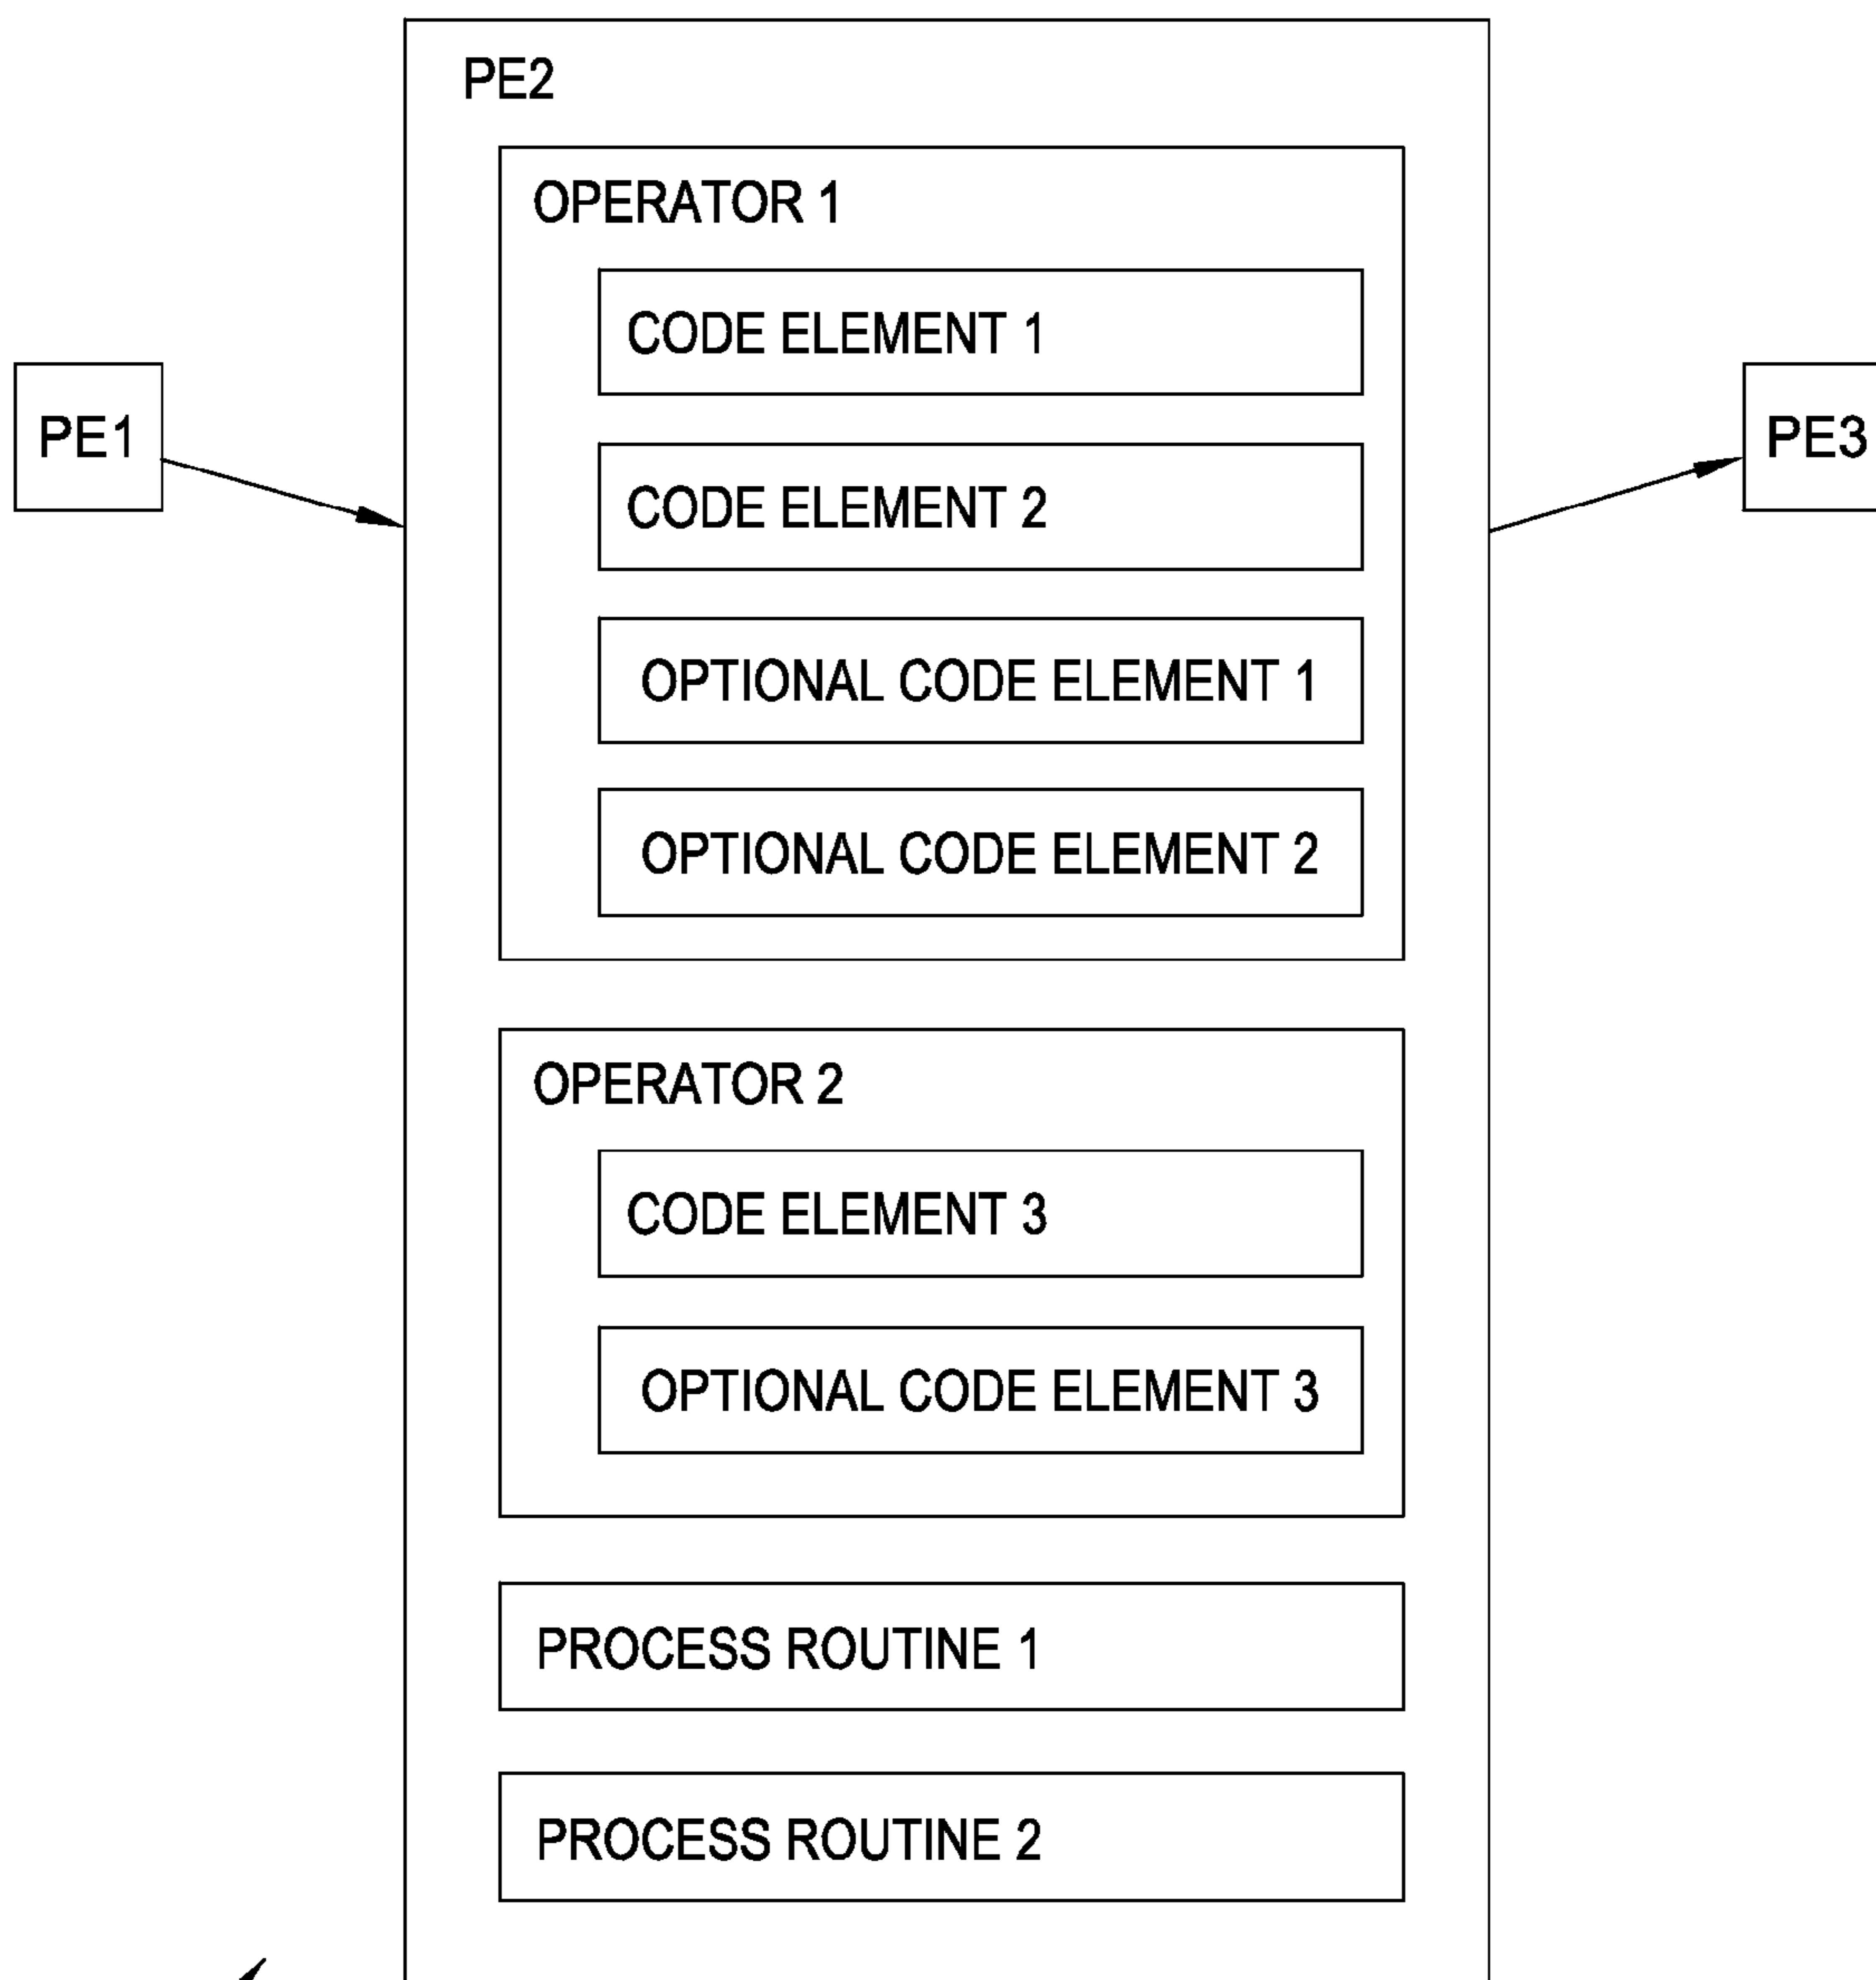 PE2
OPERATOR 1
CODE ELEMENT 1
PE1
PE3
CODE ELEMENT 2
OPTIONAL CODE ELEMENT 1
OPTIONAL CODE ELEMENT 2
OPERATOR 2
CODE ELEMENT 3
OPTIONAL CODE ELEMENT 3
PROCESS ROUTINE 1
PROCESS ROUTINE 2